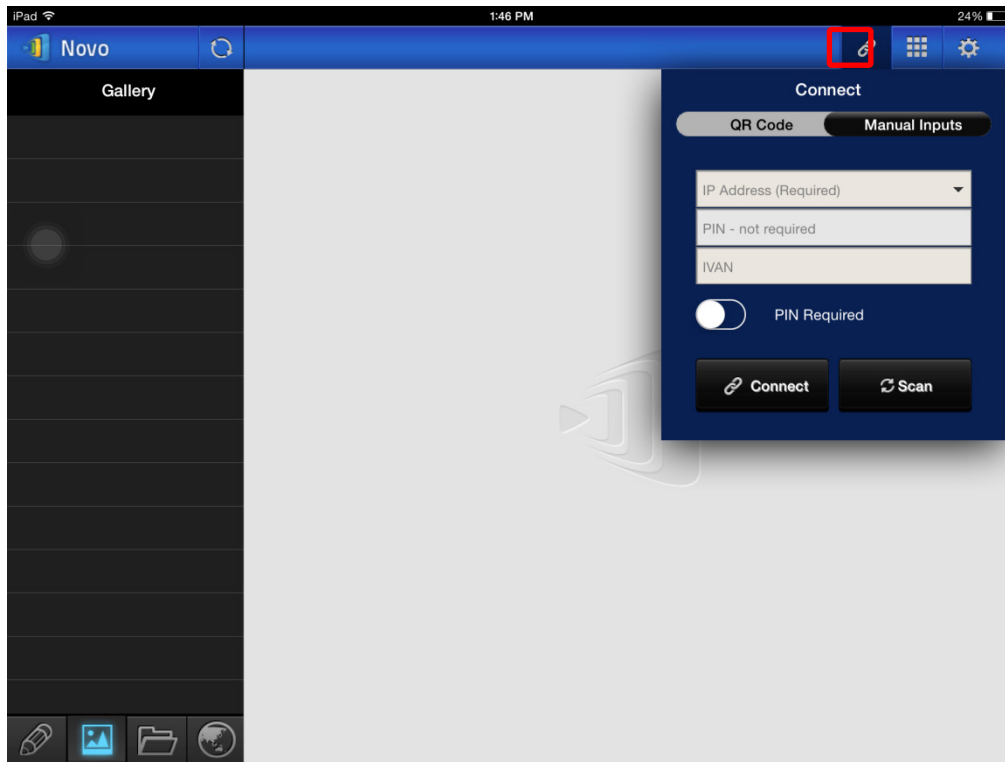 iPad 1:46 PM 24%
Novo
Gallery
Connect
QR Code Manual Inputs
IP Address (Required)
PIN - not required
IVAN
PIN Required
Connect Scan